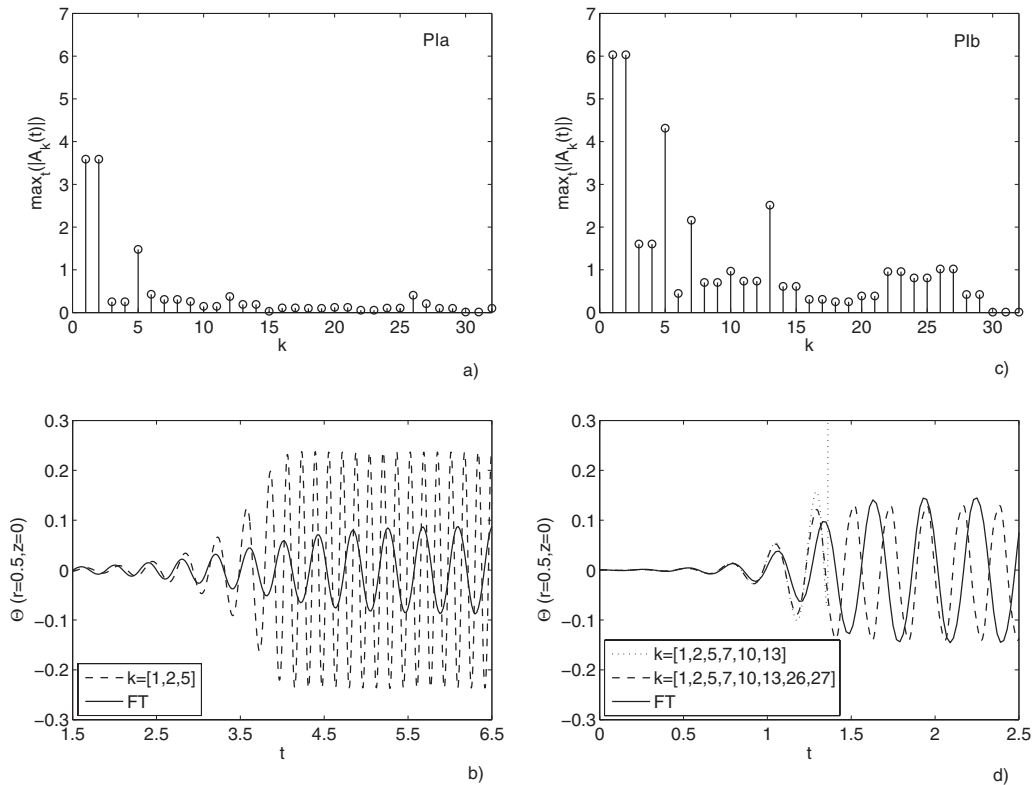 7
6
5
4
3
2
1
0
max_t(|A_k(t)|)
PIa
0 5 10 15 20 25 30
k
a)
7
6
5
4
3
2
1
0
max_t(|A_k(t)|)
PIb
0 5 10 15 20 25 30
k
c)
0.3
0.2
0.1
0
−0.1
−0.2
−0.3
Θ (r=0.5,z=0)
k=[1,2,5]
FT
1.5 2.5 3.5 4.5 5.5 6.5
t
b)
0.3
0.2
0.1
0
−0.1
−0.2
−0.3
Θ (r=0.5,z=0)
k=[1,2,5,7,10,13]
k=[1,2,5,7,10,13,26,27]
FT
0 0.5 1 1.5 2 2.5
t
d)